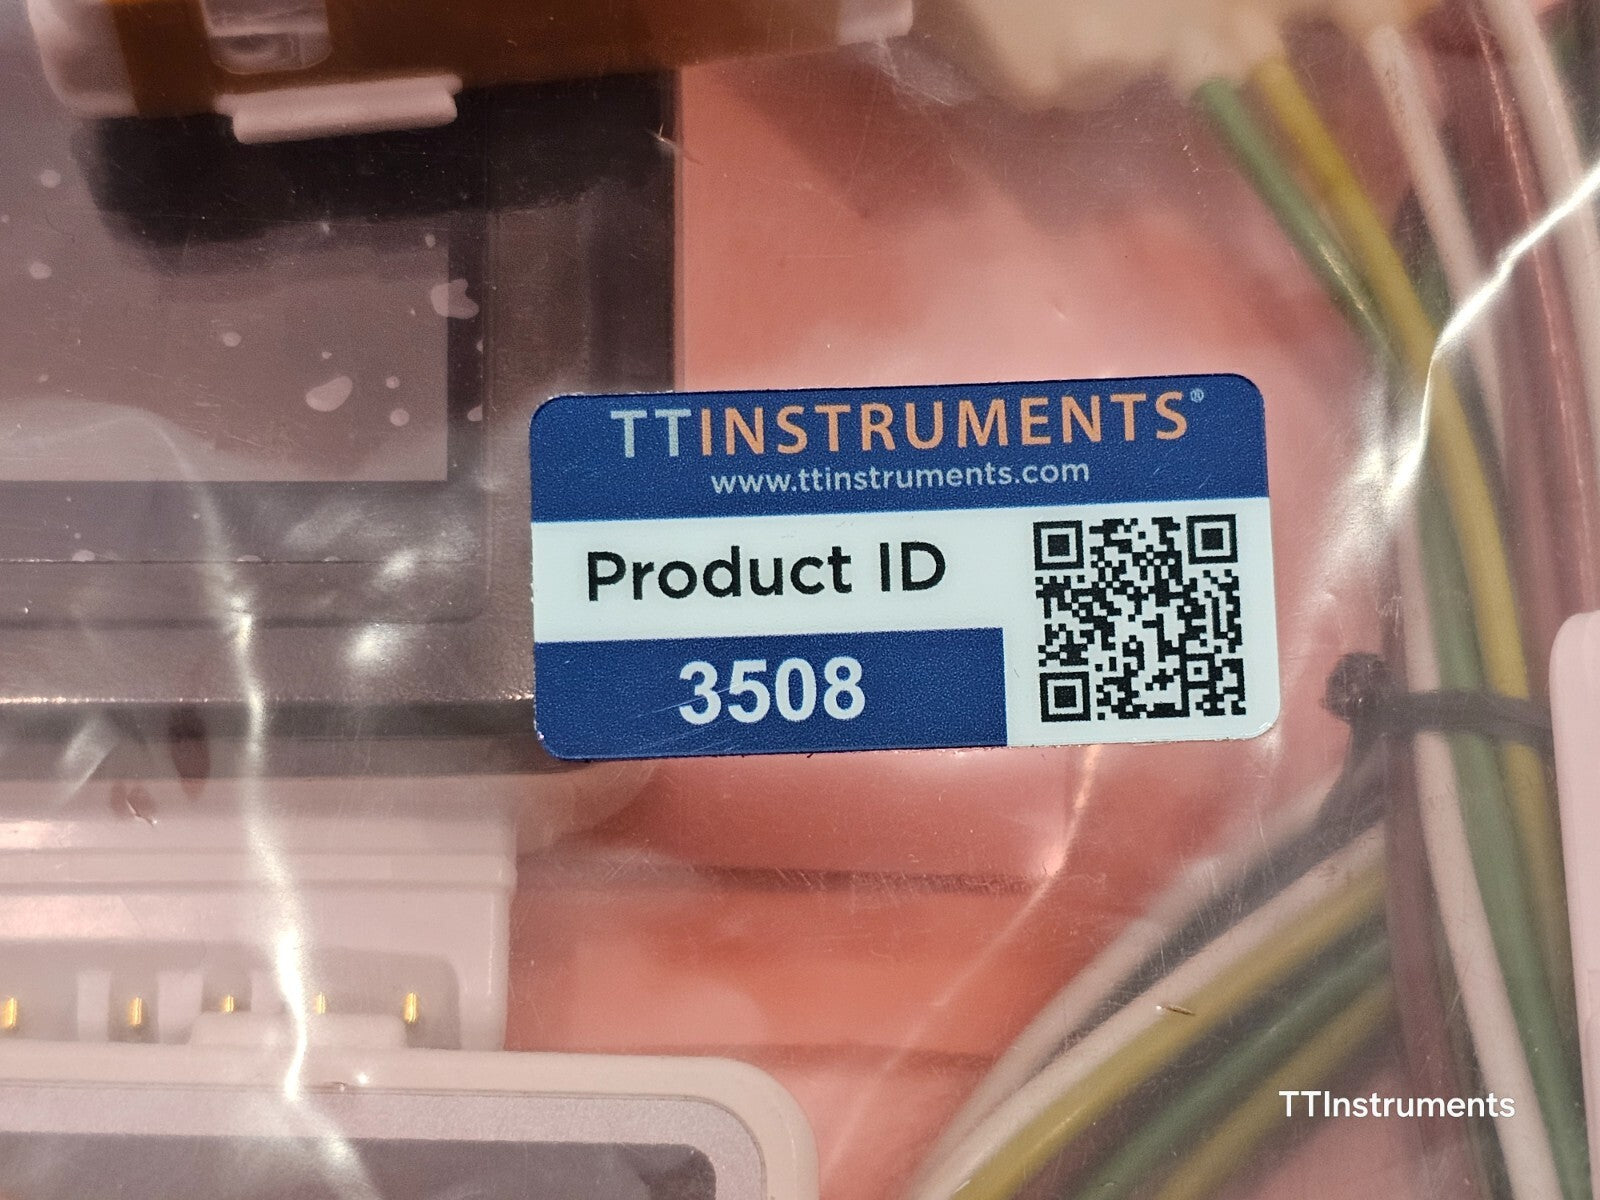 TTINSTRUMENTS®
www.ttinstruments.com
Product ID
3508
TTInstruments